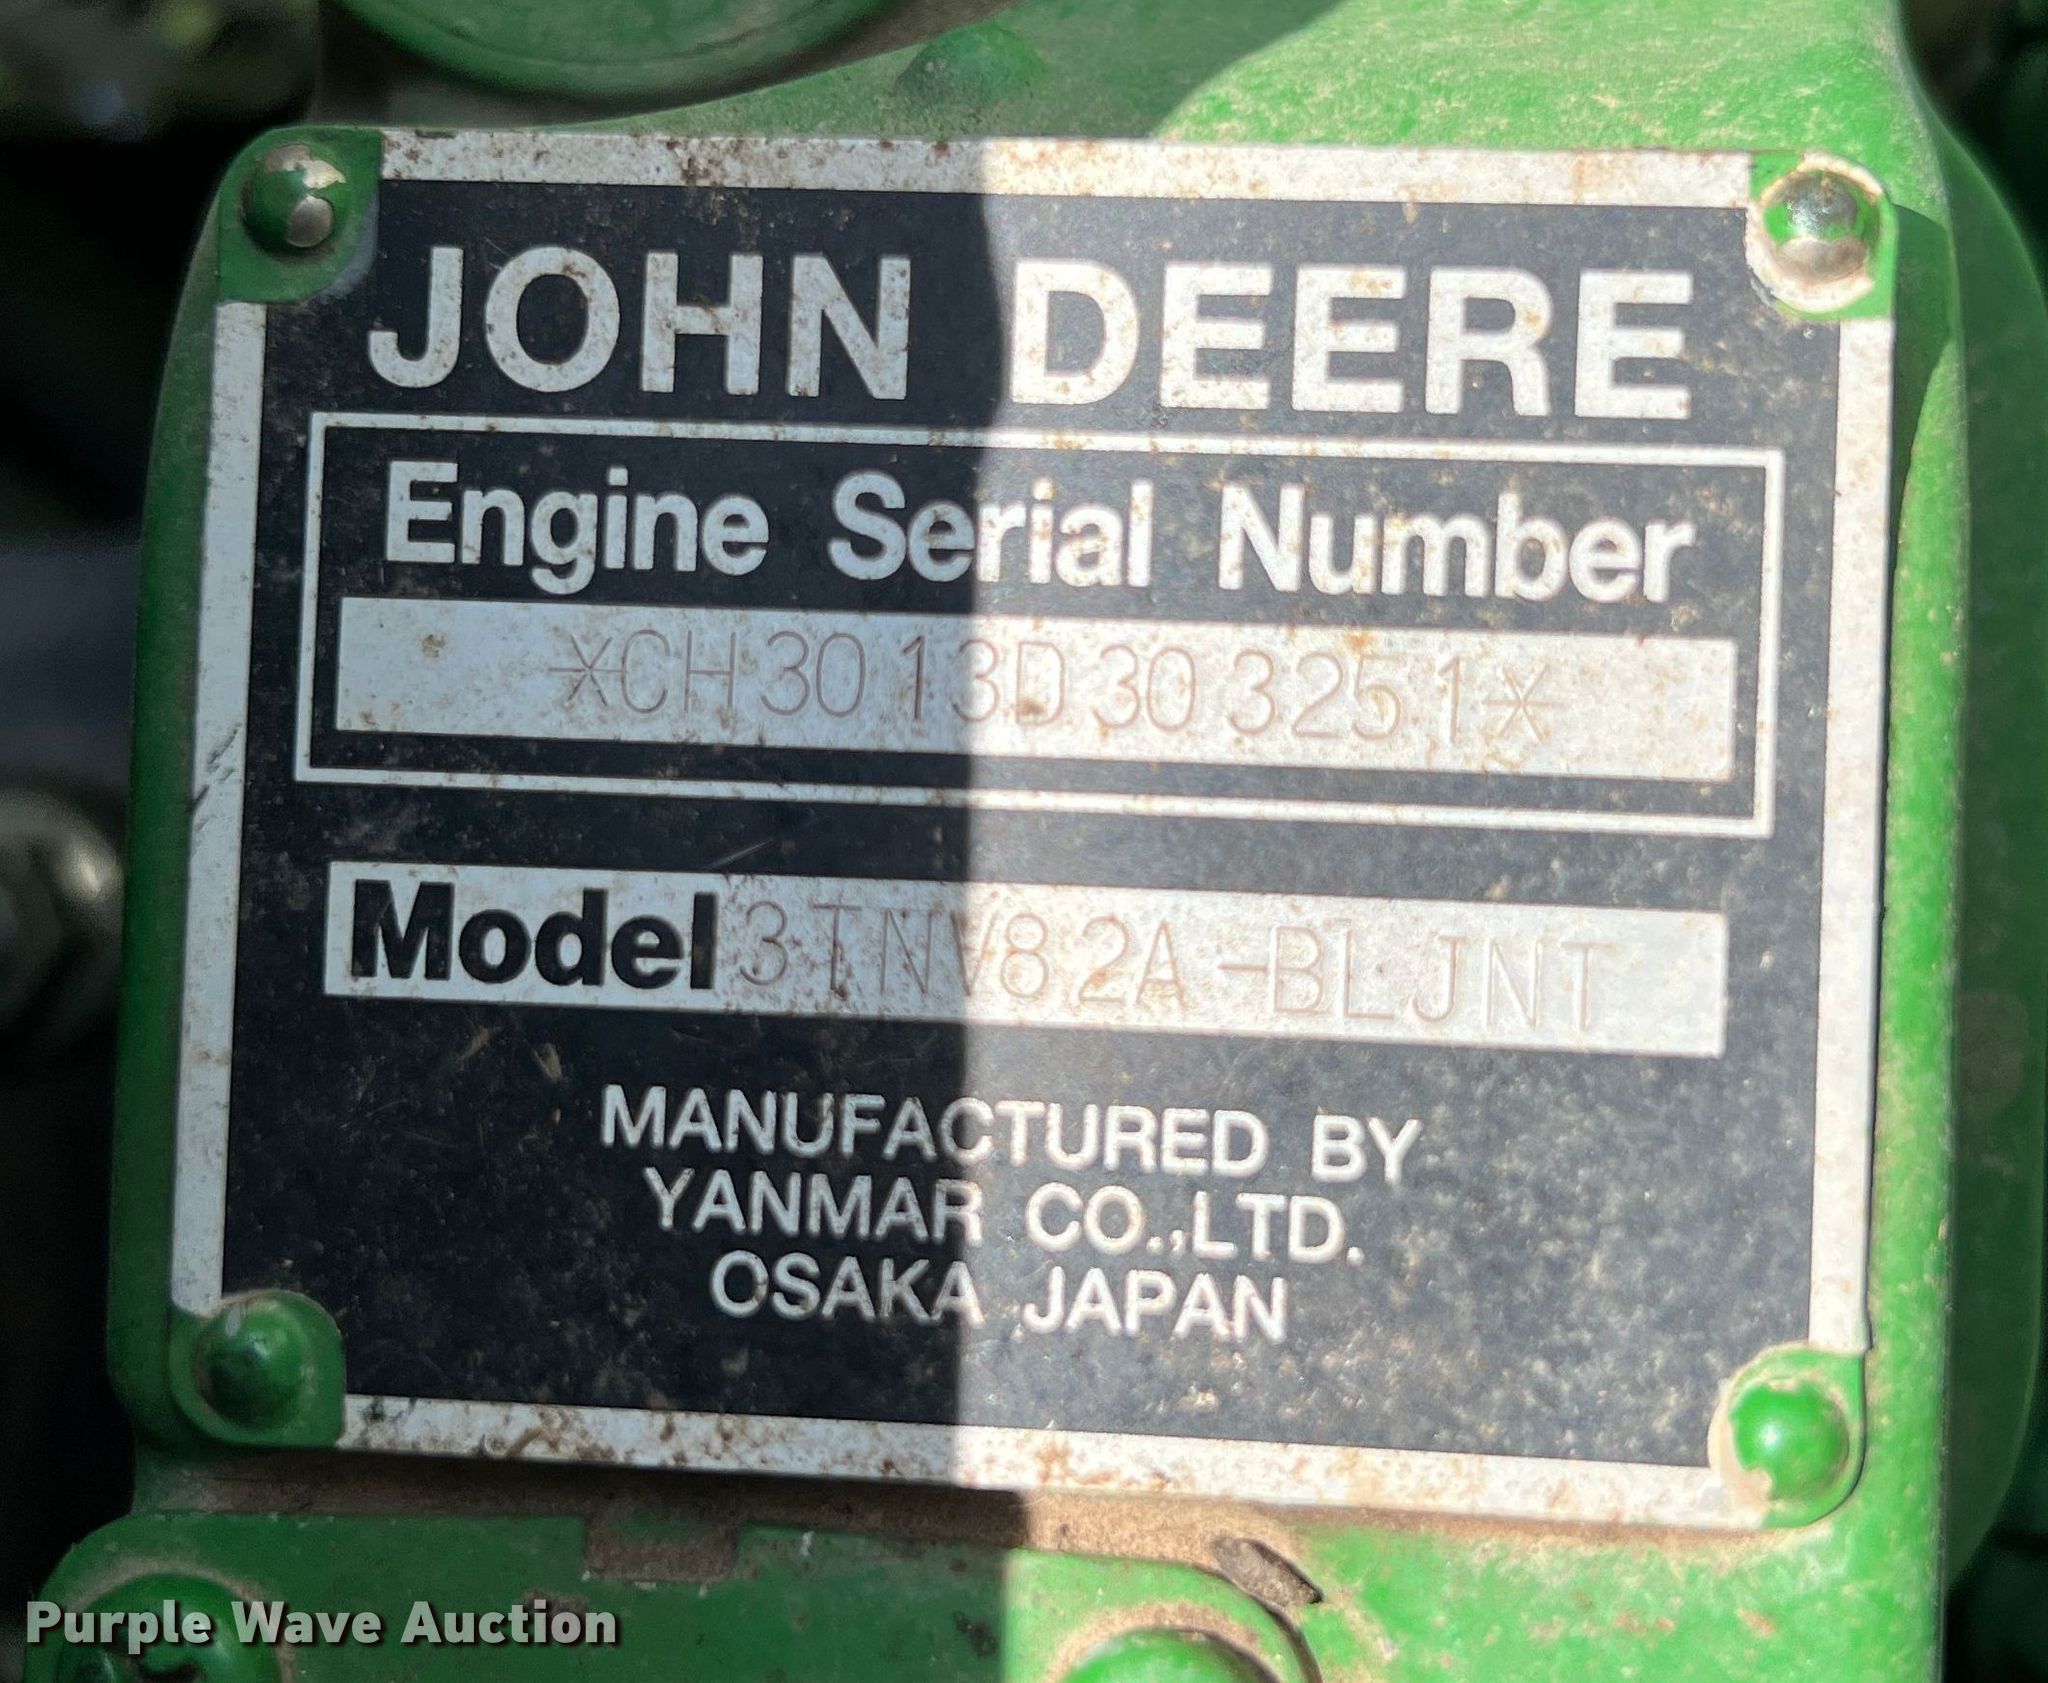 JOHN DEERE
Engine Serial Number
*CH3013D303251*
Model 3TNV82A-BLJNT
MANUFACTURED BY
YANMAR CO.,LTD.
OSAKA JAPAN
Purple Wave Auction